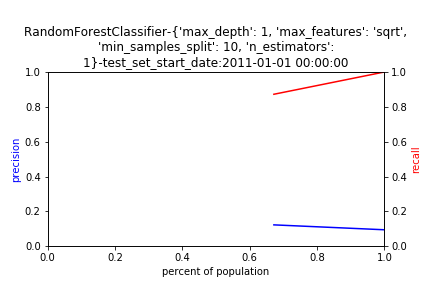 RandomForestClassifier-{'max_depth': 1, 'max_features': 'sqrt',
'min_samples_split': 10, 'n_estimators':
1}-test_set_start_date:2011-01-01 00:00:00
1.0
0.8
0.6
0.4
0.2
0.0
precision
1.0
0.8
0.6
0.4
0.2
0.0
recall
0.0 0.2 0.4 0.6 0.8 1.0
percent of population